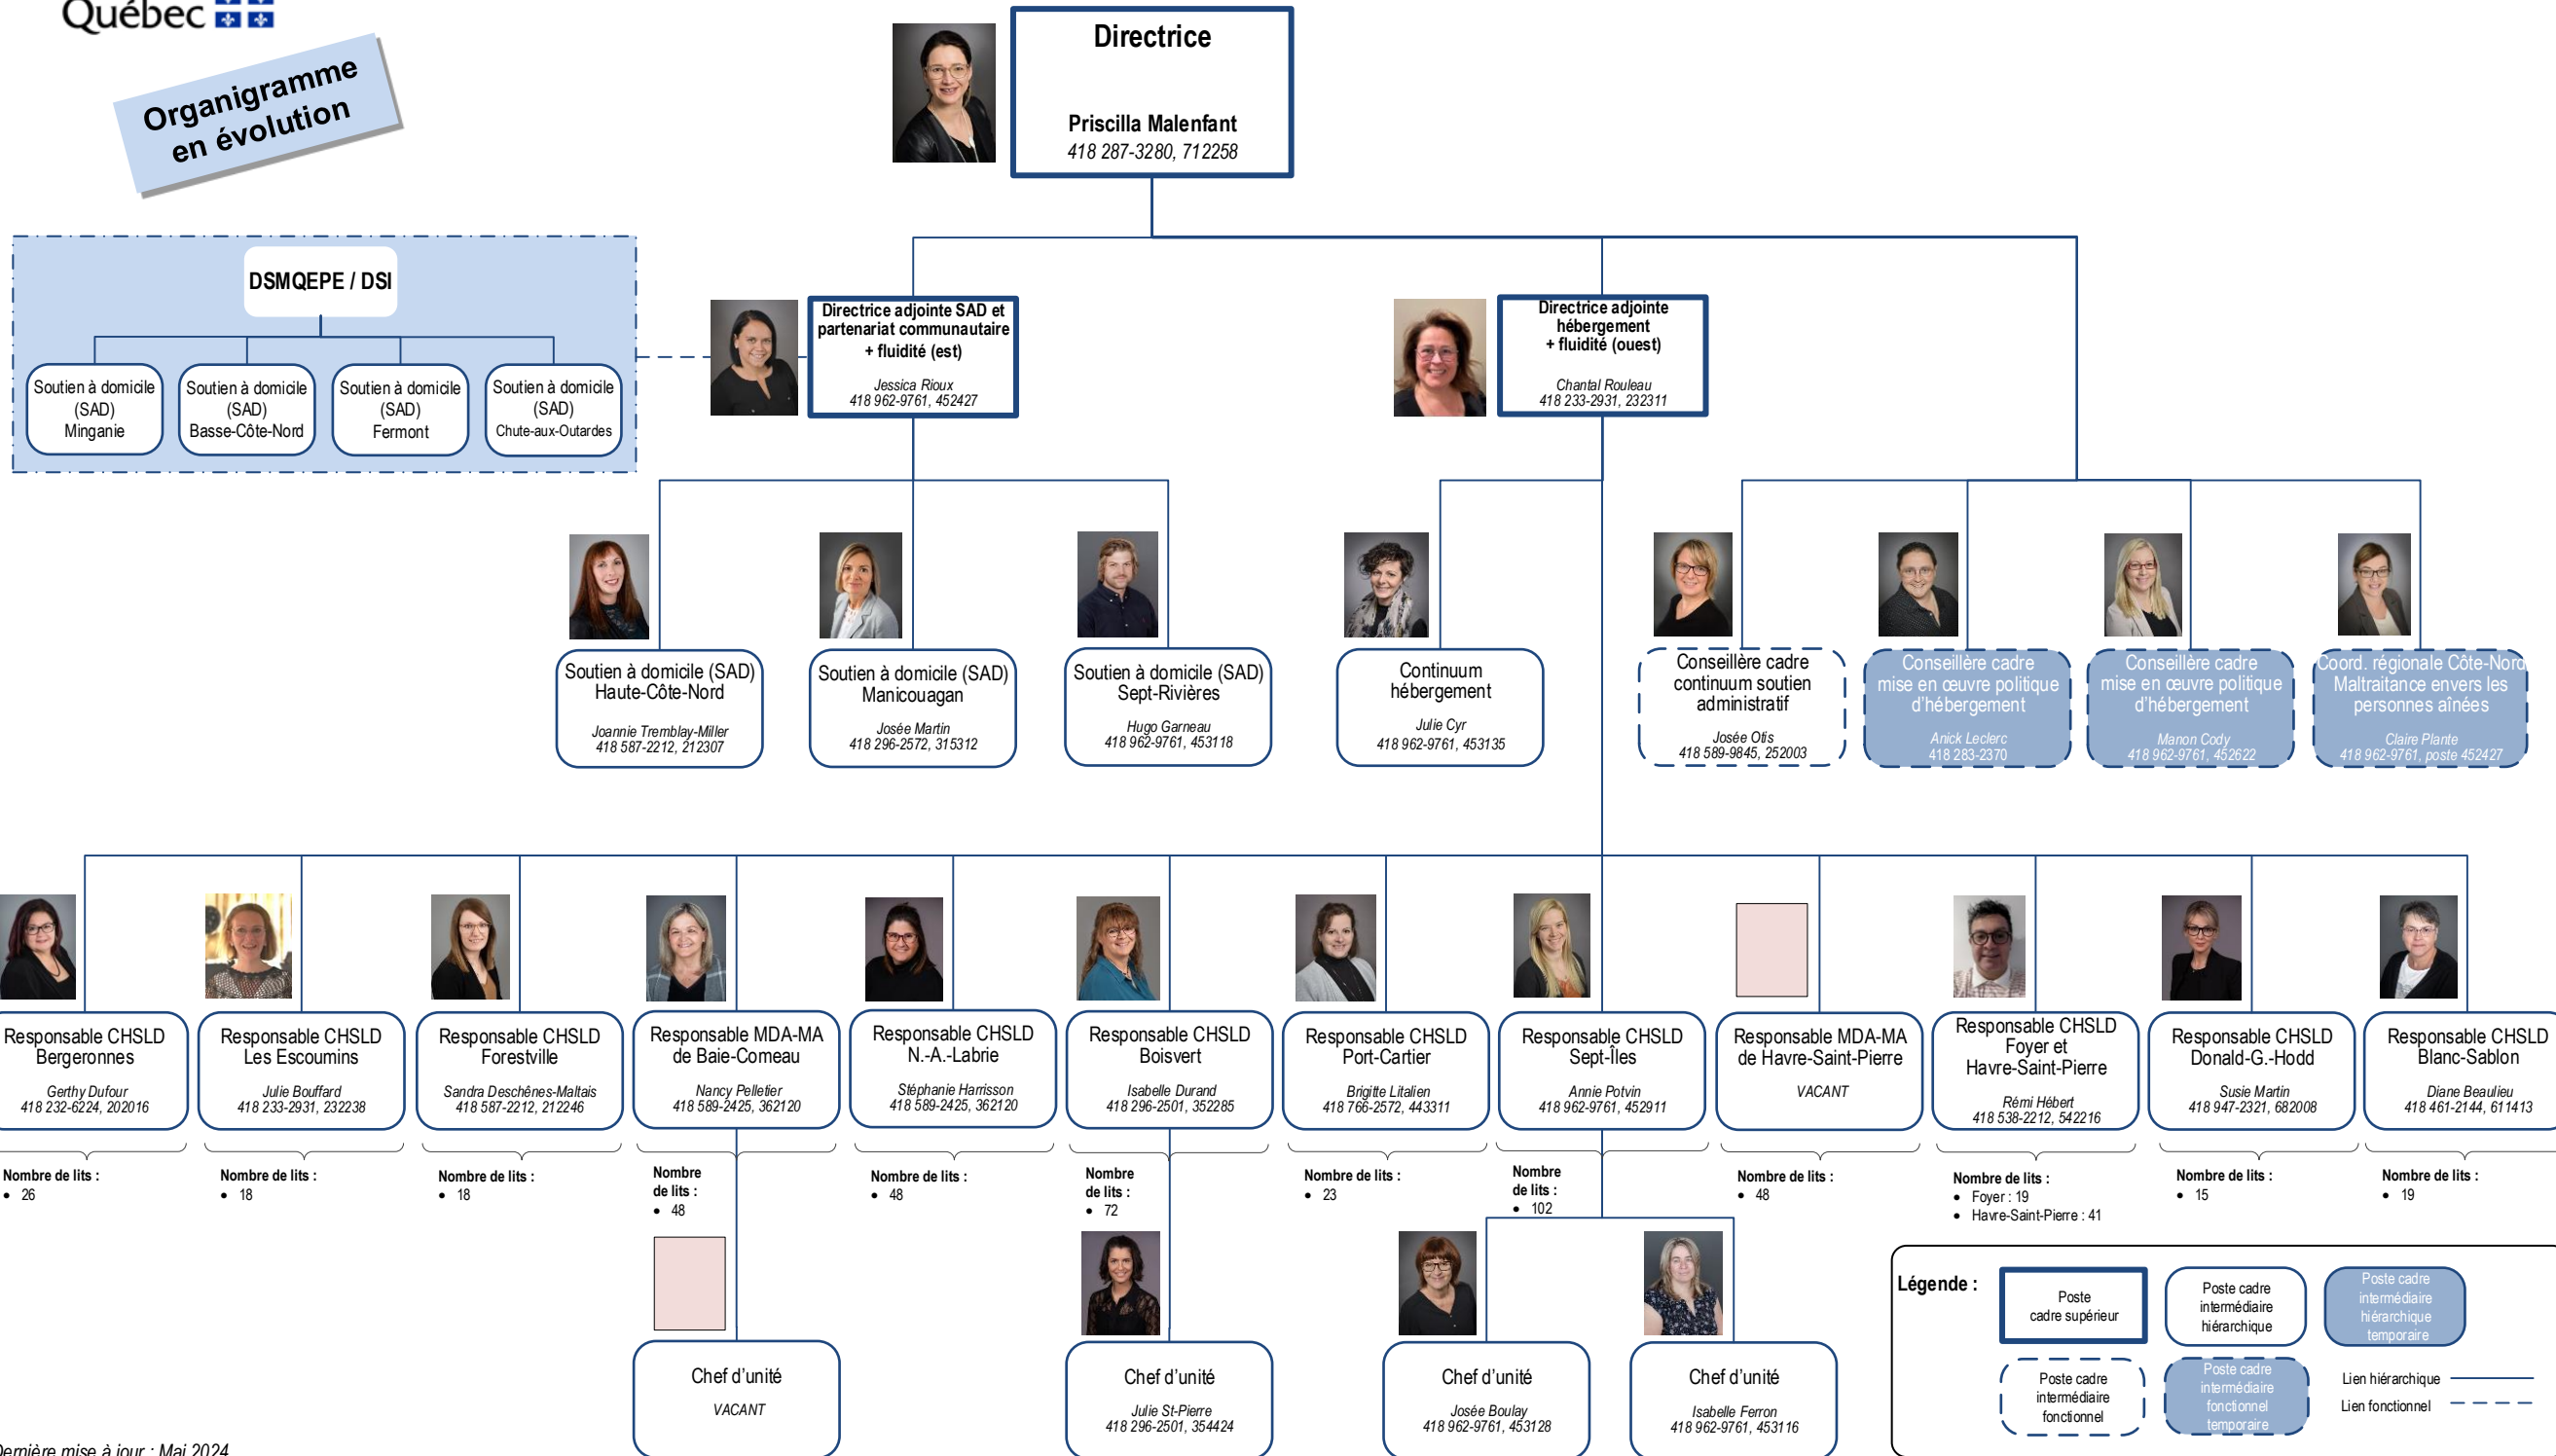 Québec
Organigramme
en évolution
Directrice
Priscilla Malenfant
418 287-3280, 712258
DSMQEPE / DSI
Soutien à domicile
(SAD)
Minganie
Soutien à domicile
(SAD)
Basse-Côte-Nord
Soutien à domicile
(SAD)
Fermont
Soutien à domicile
(SAD)
Chute-aux-Outardes
Directrice adjointe SAD et
partenariat communautaire
+ fluidité (est)
Jessica Rioux
418 962-9761, 452427
Directrice adjointe
hébergement
+ fluidité (ouest)
Chantal Rouleau
418 233-2931, 232311
Soutien à domicile (SAD)
Haute-Côte-Nord
Joannie Tremblay-Miller
418 587-2212, 212307
Soutien à domicile (SAD)
Manicouagan
Josée Martin
418 296-2572, 315312
Soutien à domicile (SAD)
Sept-Rivières
Hugo Garneau
418 962-9761, 453118
Continuum
hébergement
Julie Cyr
418 962-9761, 453135
Conseillère cadre
continuum soutien
administratif
Josée Otis
418 589-9845, 252003
Conseillère cadre
mise en œuvre politique
d'hébergement
Anick Leclerc
418 283-2370
Conseillère cadre
mise en œuvre politique
d'hébergement
Manon Cody
418 962-9761, 452622
Coord. régionale Côte-Nord
Maltraitance envers les
personnes aînées
Claire Plante
418 962-9761, poste 452427
Responsable CHSLD
Bergeronnes
Gerthy Dufour
418 232-6224, 202016
Responsable CHSLD
Les Escoumins
Julie Bouffard
418 233-2931, 232238
Responsable CHSLD
Forestville
Sandra Deschênes-Maltais
418 587-2212, 212246
Responsable MDA-MA
de Baie-Comeau
Nancy Pelletier
418 589-2425, 362120
Responsable CHSLD
N.-A.-Labrie
Stéphanie Harrisson
418 589-2425, 362120
Responsable CHSLD
Boisvert
Isabelle Durand
418 296-2501, 352285
Responsable CHSLD
Port-Cartier
Brigitte Litalien
418 766-2572, 443311
Responsable CHSLD
Sept-Îles
Annie Potvin
418 962-9761, 452911
Responsable MDA-MA
de Havre-Saint-Pierre
VACANT
Responsable CHSLD
Foyer et
Havre-Saint-Pierre
Rémi Hébert
418 538-2212, 542216
Responsable CHSLD
Donald-G.-Hodd
Susie Martin
418 947-2321, 682008
Responsable CHSLD
Blanc-Sablon
Diane Beaulieu
418 461-2144, 611413
Nombre de lits :
• 26
Nombre de lits :
• 18
Nombre de lits :
• 18
Nombre
de lits :
• 48
Nombre de lits :
• 48
Nombre
de lits :
• 72
Nombre de lits :
• 23
Nombre
de lits :
• 102
Nombre de lits :
• 48
Nombre de lits :
• Foyer : 19
• Havre-Saint-Pierre : 41
Nombre de lits :
• 15
Nombre de lits :
• 19
Chef d'unité
VACANT
Chef d'unité
Julie St-Pierre
418 296-2501, 354424
Chef d'unité
Josée Boulay
418 962-9761, 453128
Chef d'unité
Isabelle Ferron
418 962-9761, 453116
Légende :
Poste
cadre supérieur
Poste cadre
intermédiaire
hiérarchique
Poste cadre
intermédiaire
hiérarchique
temporaire
Poste cadre
intermédiaire
fonctionnel
Poste cadre
intermédiaire
fonctionnel
temporaire
Lien hiérarchique
Lien fonctionnel
Dernière mise à jour : Mai 2024